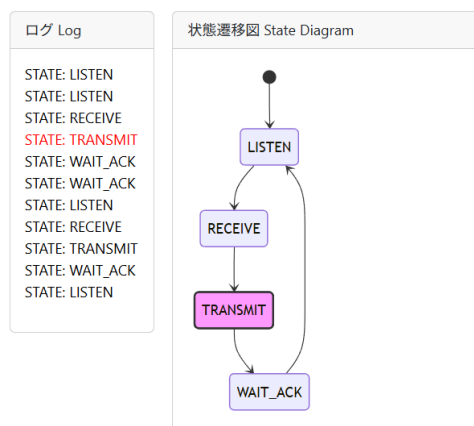 ログ Log
STATE: LISTEN
STATE: LISTEN
STATE: RECEIVE
STATE: TRANSMIT
STATE: WAIT_ACK
STATE: WAIT_ACK
STATE: LISTEN
STATE: RECEIVE
STATE: TRANSMIT
STATE: WAIT_ACK
STATE: LISTEN
状態遷移図 State Diagram
LISTEN
RECEIVE
TRANSMIT
WAIT_ACK